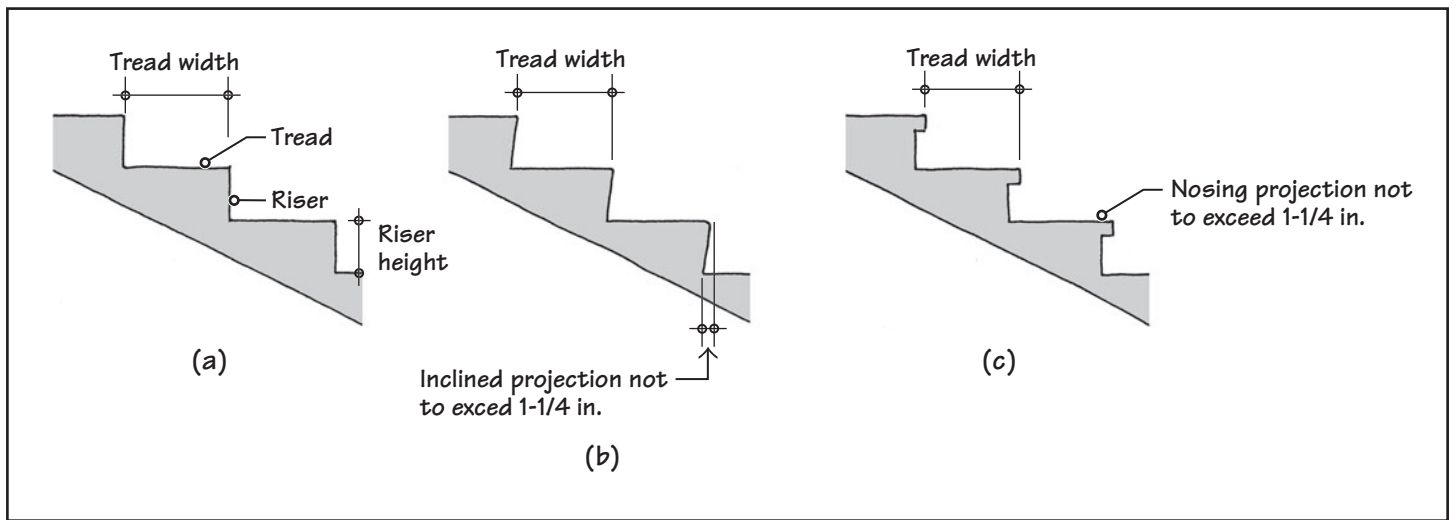 Tread width
Tread
Riser
Riser
height
(a)
Tread width
Inclined projection not
to exced 1-1/4 in.
(b)
Tread width
Nosing projection not
to exceed 1-1/4 in.
(c)